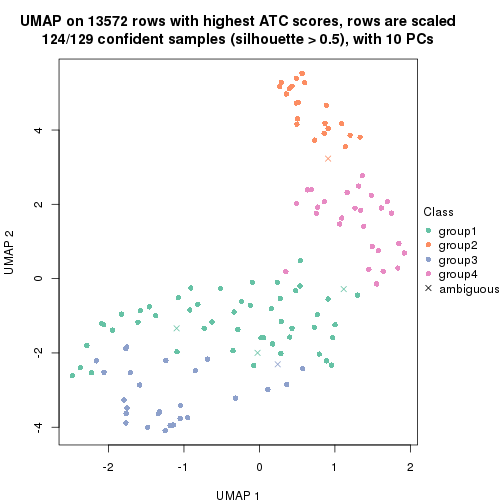 UMAP on 13572 rows with highest ATC scores, rows are scaled
124/129 confident samples (silhouette > 0.5), with 10 PCs
UMAP 2
4
2
0
-2
-4
-2
-1
0
1
2
UMAP 1
Class
group1
group2
group3
group4
ambiguous